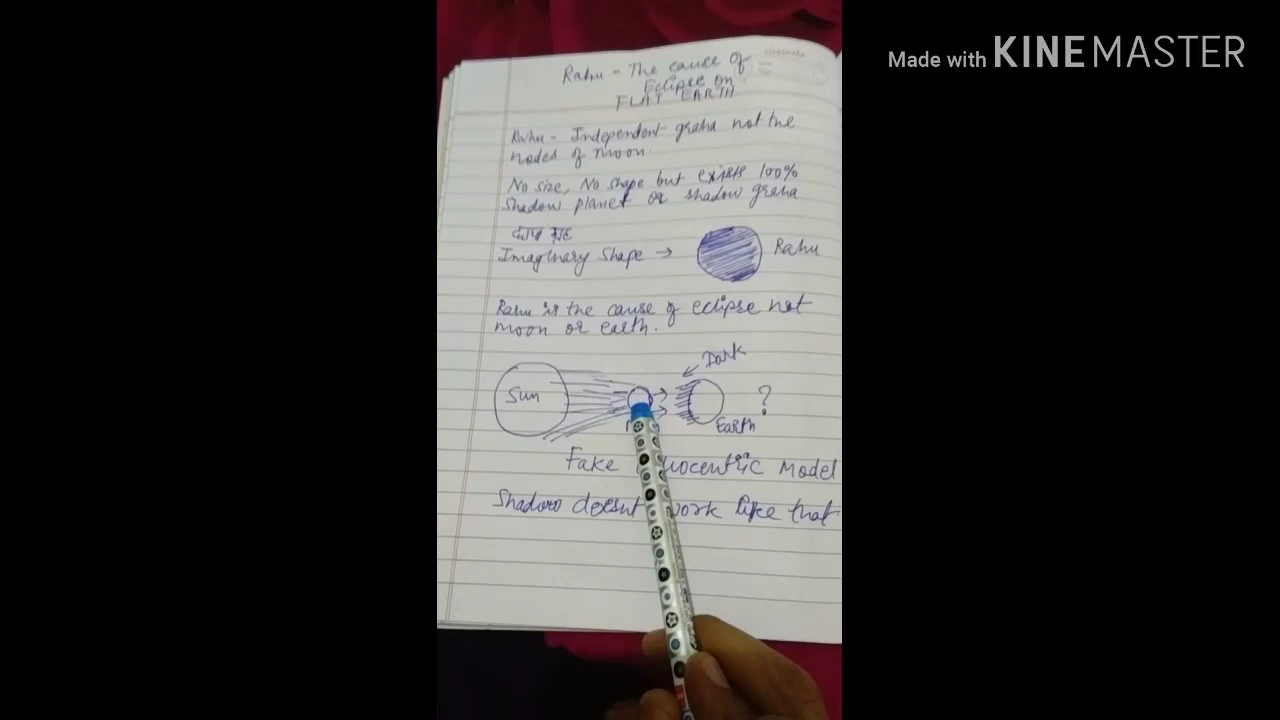 Made with KINEMASTER
Rahu - The cause of
Eclipse on
FLAT EARTH
Rahu - Independent graha not the
nodes of moon.
No size, No shape but exists 100%
Shadow planet or shadow graha
Imaginary Shape → Rahu
Rahu is the cause of eclipse not
moon or earth.
Dark
Sun
?
Earth
Fake Model
Shadow doesnt work like that